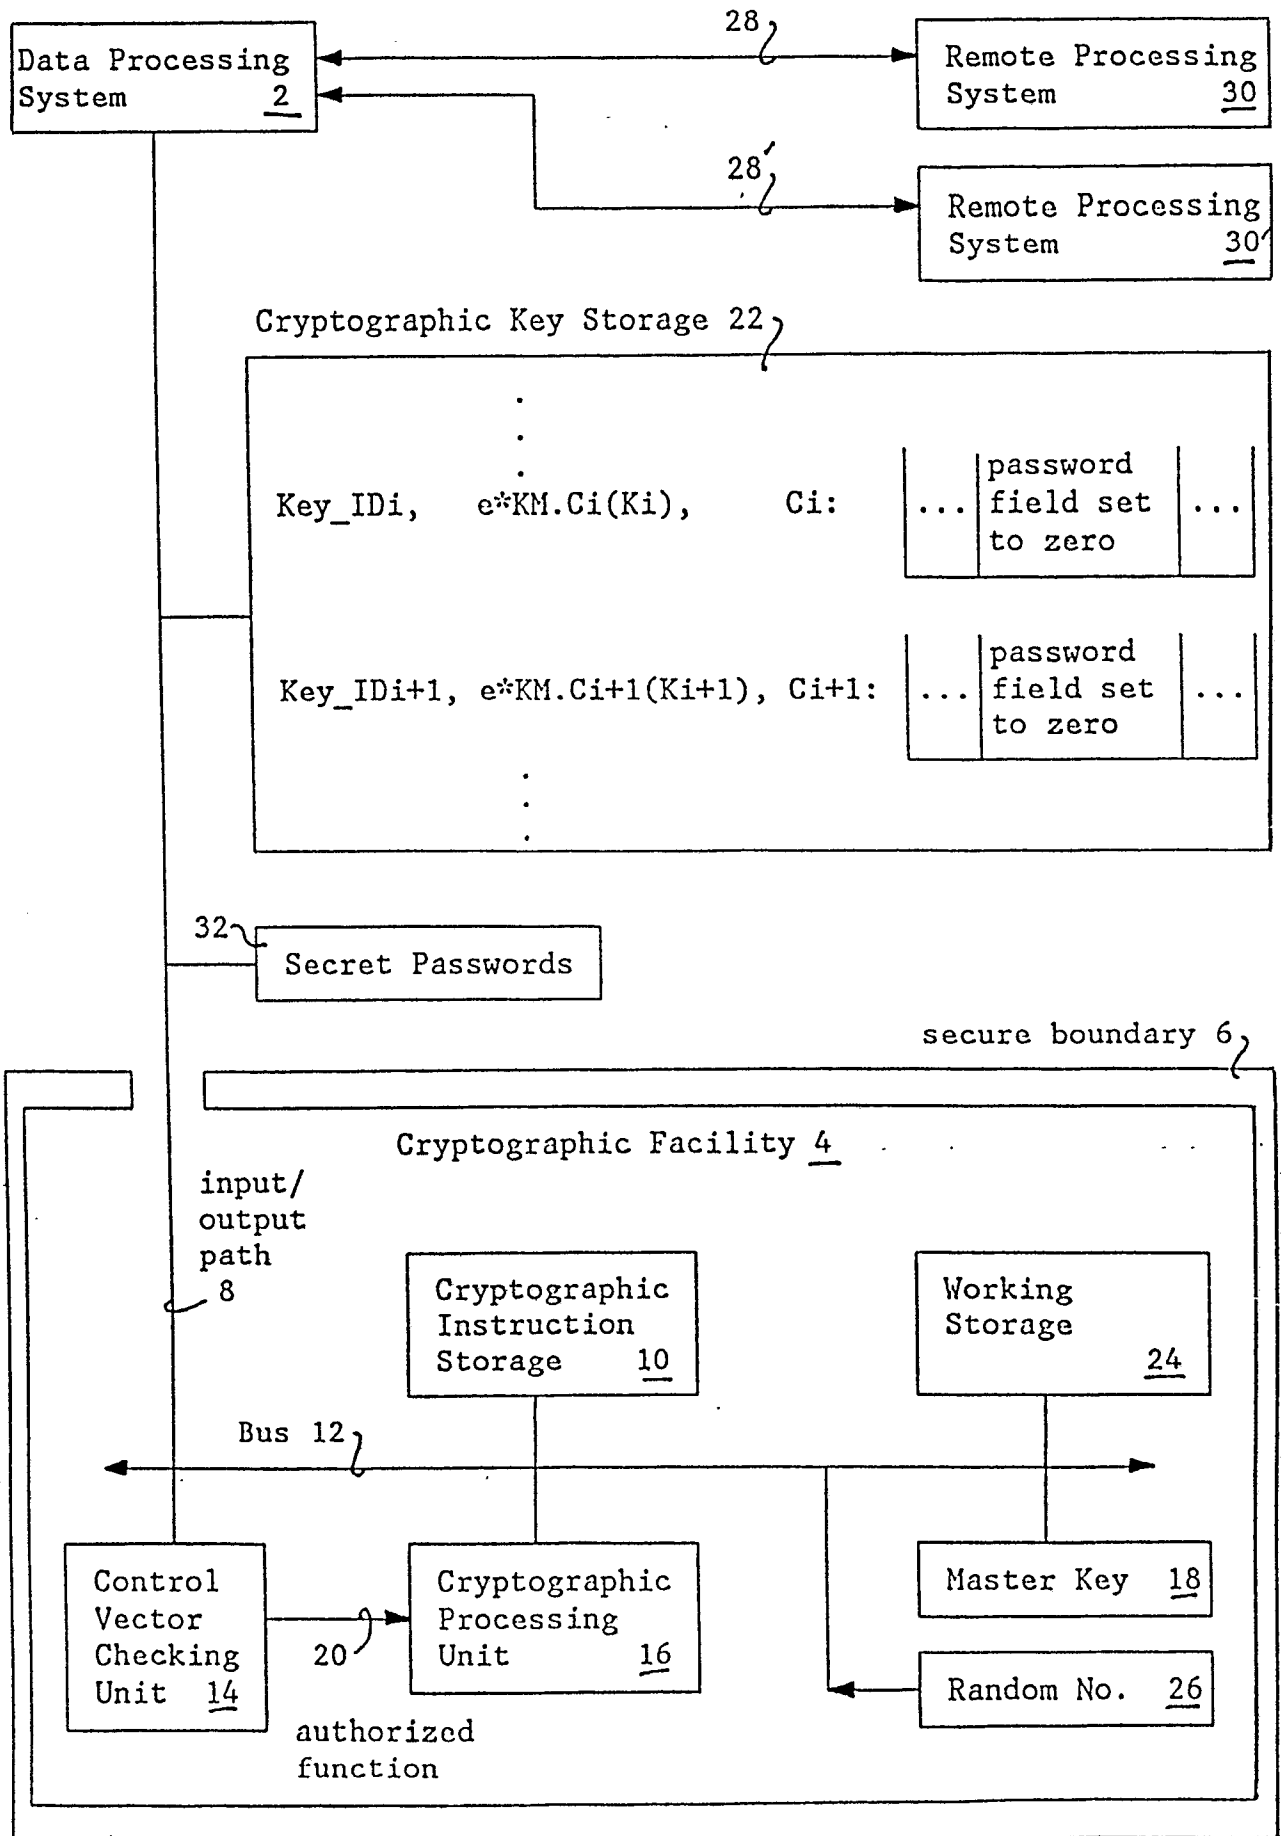 28
Data Processing
System 2
Remote Processing
System 30
28'
Remote Processing
System 30'
Cryptographic Key Storage 22
.
.
.
Key_IDi, e*KM.Ci(Ki), Ci:
...
password
field set
to zero
...
Key_IDi+1, e*KM.Ci+1(Ki+1), Ci+1:
...
password
field set
to zero
...
.
.
.
32
Secret Passwords
secure boundary 6
Cryptographic Facility 4
input/
output
path
8
Cryptographic
Instruction
Storage 10
Working
Storage
24
Bus 12
Control
Vector
Checking
Unit 14
20
authorized
function
Cryptographic
Processing
Unit 16
Master Key 18
Random No. 26